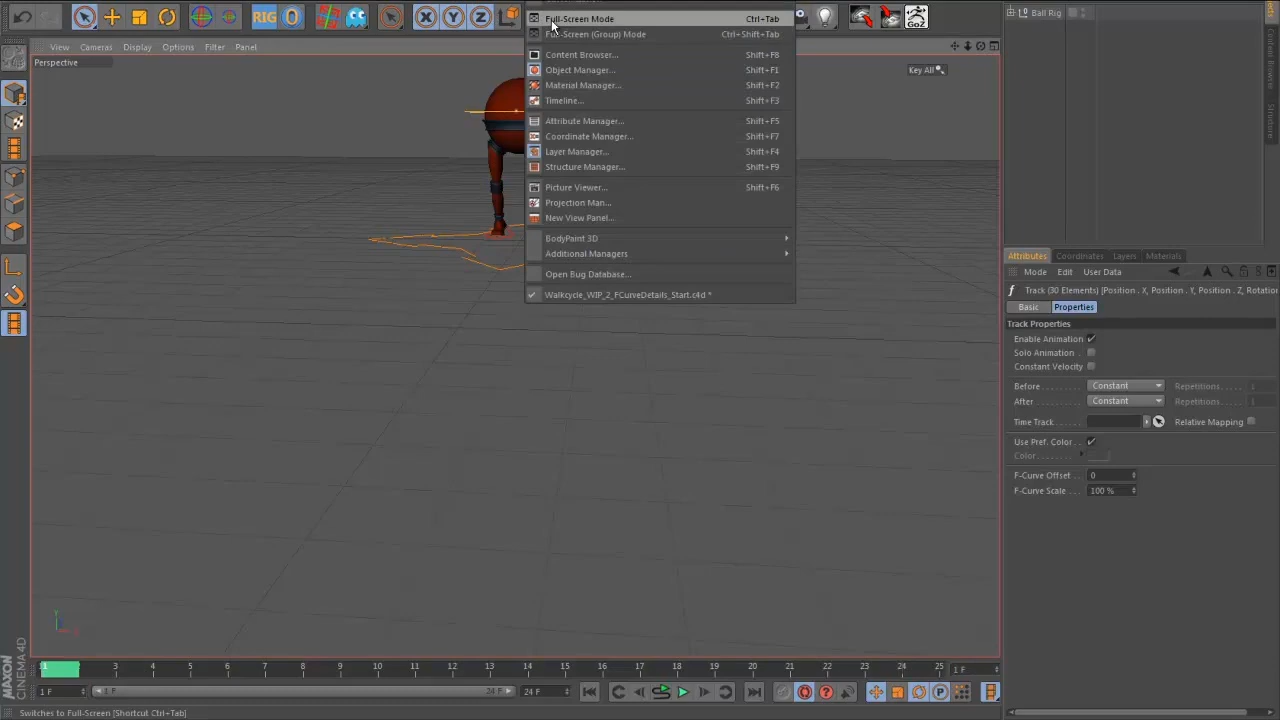 RIG
X
Y
Z
GoZ
Full-Screen Mode Ctrl+Tab
Full-Screen (Group) Mode Ctrl+Shift+Tab
Content Browser... Shift+F8
Object Manager... Shift+F1
Material Manager... Shift+F2
Timeline... Shift+F3
Attribute Manager... Shift+F5
Coordinate Manager... Shift+F7
Layer Manager... Shift+F4
Structure Manager... Shift+F9
Picture Viewer... Shift+F6
Projection Man...
New View Panel...
BodyPaint 3D
Additional Managers
Open Bug Database...
Walkcycle_WIP_2_FCurveDetails_Start.c4d *
View Cameras Display Options Filter Panel
Perspective
Key All
Ball Rig
Content Browser
Structure
Attributes Coordinates Layers Materials
Mode Edit User Data
Track (30 Elements) [Position . X, Position . Y, Position . Z, Rotation
Basic Properties
Track Properties
Enable Animation
Solo Animation
Constant Velocity
Before Constant Repetitions 1
After Constant Repetitions 1
Time Track Relative Mapping
Use Pref. Color
Color
F-Curve Offset 0
F-Curve Scale 100 %
1 3 4 5 6 7 8 9 10 11 12 13 14 15 16 17 18 19 20 21 22 23 24 25 1 F
1 F 1 F 24 F 24 F
P
MAXON
CINEMA 4D
Switches to Full-Screen [Shortcut Ctrl+Tab]